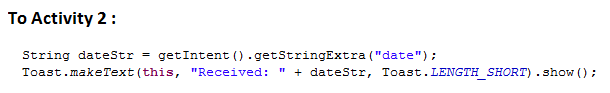 To Activity 2 :
String dateStr = getIntent().getStringExtra("date");
Toast.makeText(this, "Received: " + dateStr, Toast.LENGTH_SHORT).show();